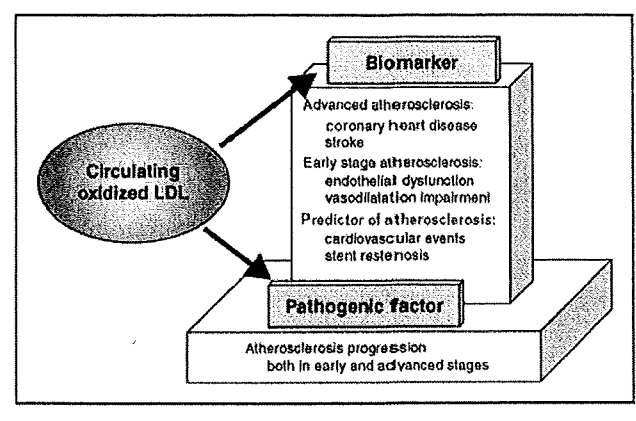 Biomarker
Advanced atherosclerosis:
coronary heart disease
stroke
Early stage atherosclerosis:
endothelial dysfunction
vasodilatation impairment
Predictor of atherosclerosis:
cardiovascular events
stent restenosis
Circulating
oxidized LDL
Pathogenic factor
Atherosclerosis progression
both in early and advanced stages